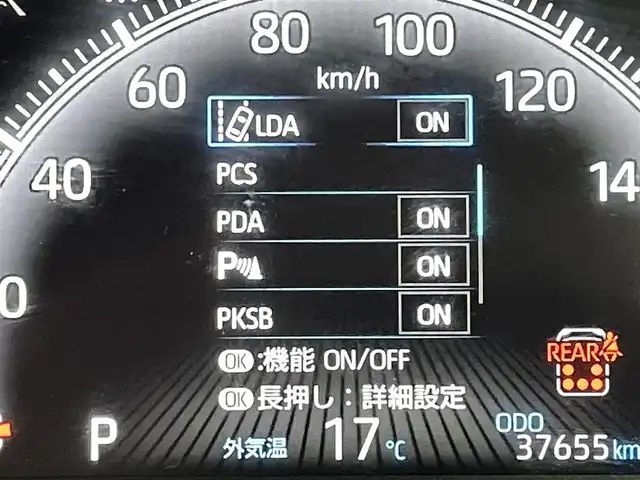 80 100
km/h
60 120
LDA ON
40 PCS 14
PDA ON
P ON
0
PKSB ON
REAR
OK:機能 ON/OFF
OK長押し：詳細設定
ODO
P 外気温 17℃ 37655km